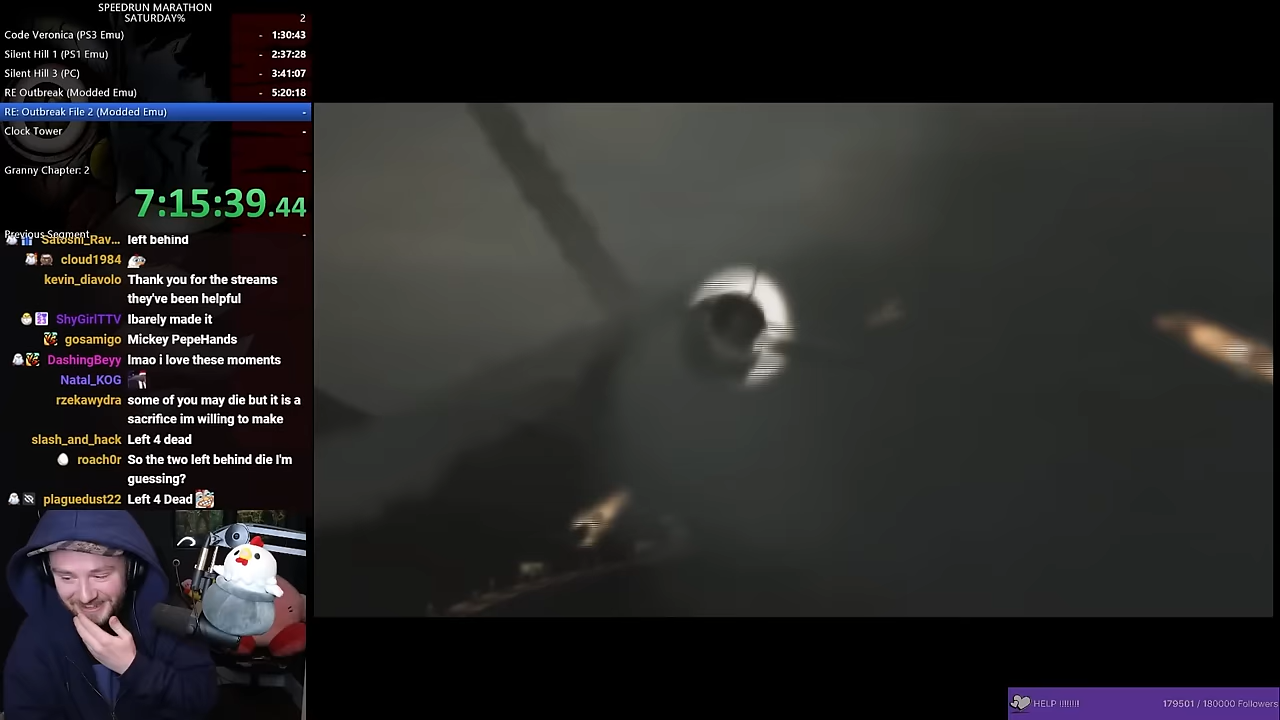 SPEEDRUN MARATHON
SATURDAY%
2
Code Veronica (PS3 Emu) - 1:30:43
Silent Hill 1 (PS1 Emu) - 2:37:28
Silent Hill 3 (PC) - 3:41:07
RE Outbreak (Modded Emu) - 5:20:18
RE: Outbreak File 2 (Modded Emu) -
Clock Tower -
Granny Chapter: 2 -
7:15:39.44
Previous Segment -
Satoshi_Rav... left behind
cloud1984
kevin_diavolo Thank you for the streams
they've been helpful
ShyGirlTTV Ibarely made it
gosamigo Mickey PepeHands
DashingBeyy lmao i love these moments
Natal_KOG
rzekawydra some of you may die but it is a
sacrifice im willing to make
slash_and_hack Left 4 dead
roach0r So the two left behind die I'm
guessing?
plaguedust22 Left 4 Dead
HELP !!!!!!! 179501 / 180000 Followers